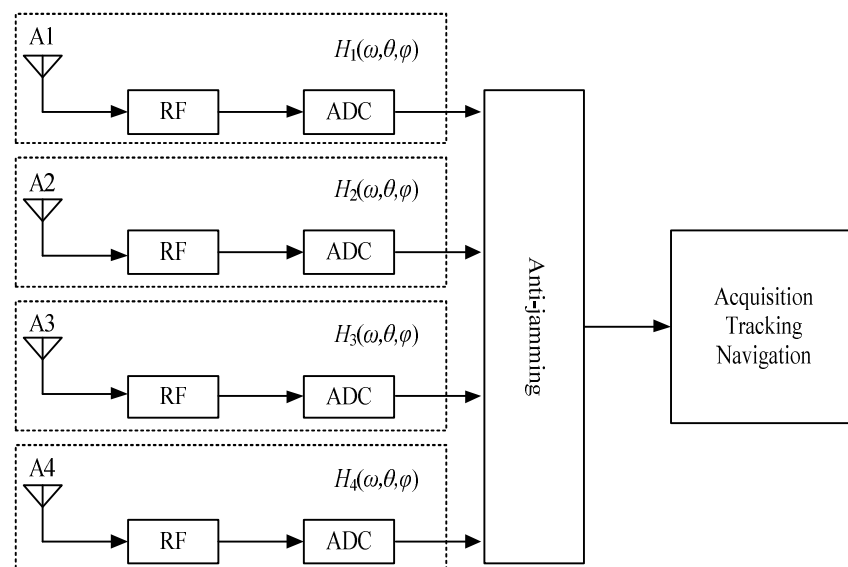 A1
H₁(ω,θ,φ)
RF
ADC
A2
H₂(ω,θ,φ)
RF
ADC
A3
H₃(ω,θ,φ)
RF
ADC
A4
H₄(ω,θ,φ)
RF
ADC
Anti-jamming
Acquisition
Tracking
Navigation